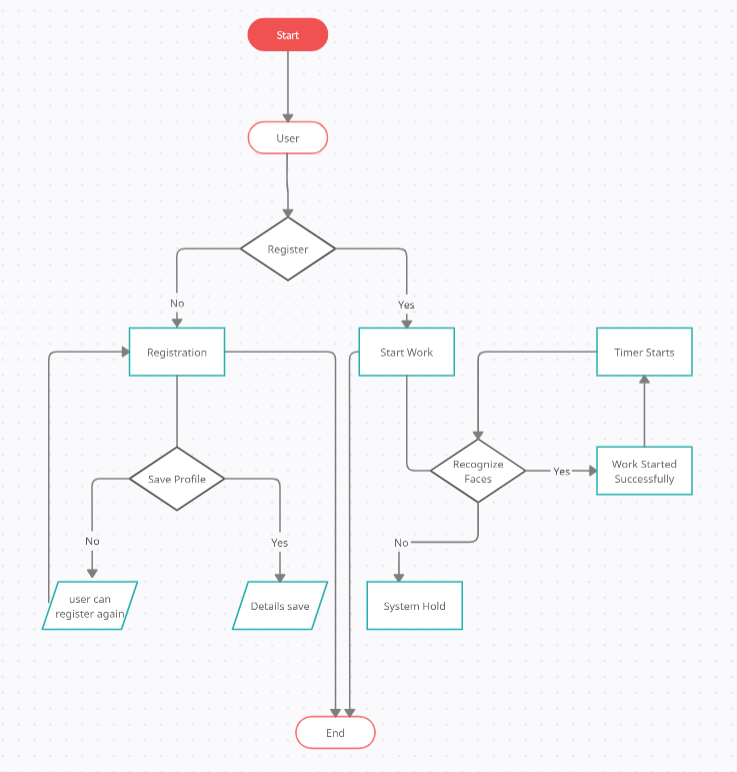 Start
User
Register
No
Yes
Registration
Start Work
Timer Starts
Save Profile
Recognize
Faces
Yes
Work Started
Successfully
No
Yes
No
user can
register again
Details save
System Hold
End